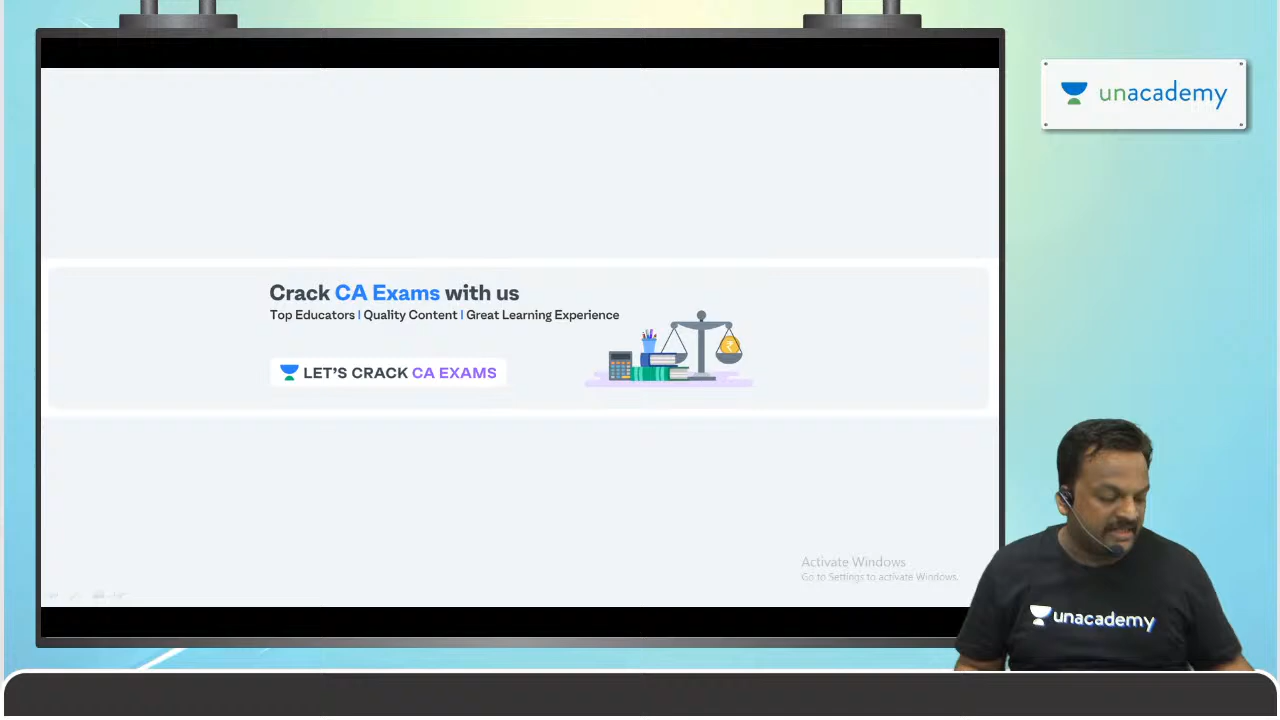 unacademy
Crack CA Exams with us
Top Educators | Quality Content | Great Learning Experience
LET'S CRACK CA EXAMS
Activate Windows
Go to Settings to activate Windows.
unacademy